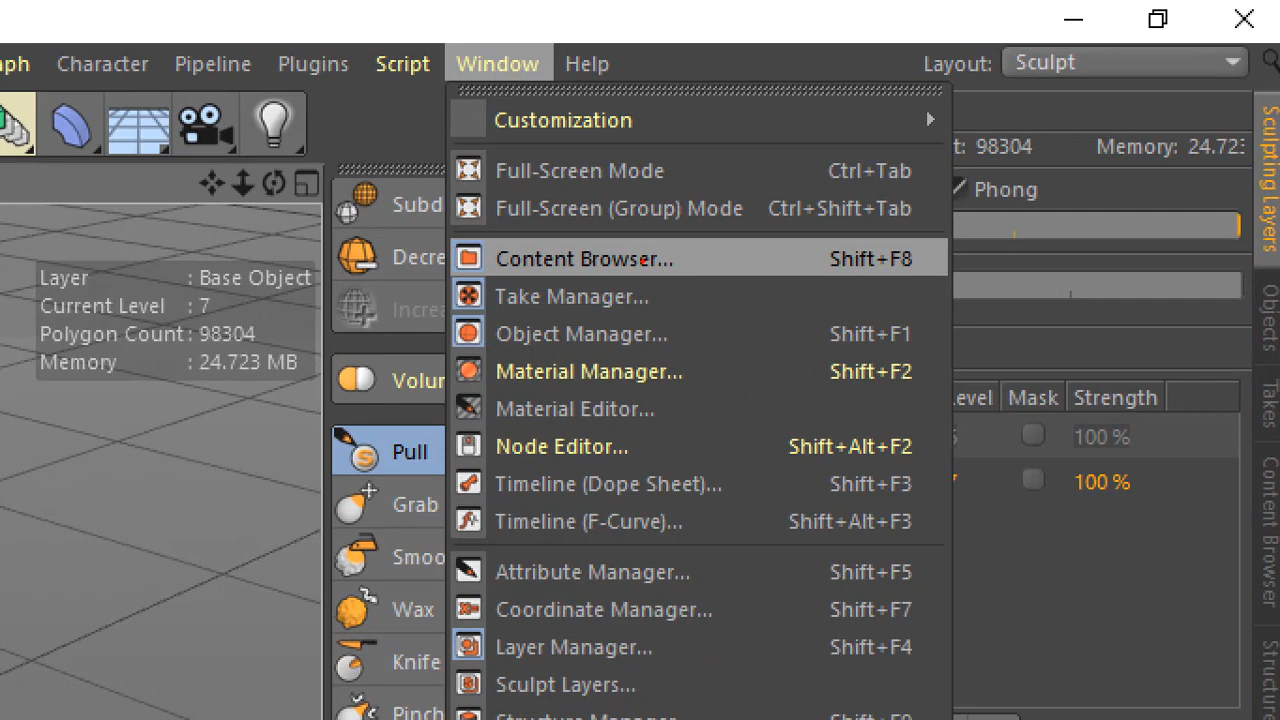 Character Pipeline Plugins Script Window Help Layout: Sculpt
Customization
98304 Memory: 24.72
Full-Screen Mode Ctrl+Tab
Phong
Full-Screen (Group) Mode Ctrl+Shift+Tab
Content Browser... Shift+F8
Take Manager...
Object Manager... Shift+F1
Material Manager... Shift+F2
Material Editor...
Node Editor... Shift+Alt+F2
Timeline (Dope Sheet)... Shift+F3
Timeline (F-Curve)... Shift+Alt+F3
Attribute Manager... Shift+F5
Coordinate Manager... Shift+F7
Layer Manager... Shift+F4
Sculpt Layers...
Layer : Base Object
Current Level : 7
Polygon Count : 98304
Memory : 24.723 MB
Subd
Decre
Increa
Volu
Pull
Grab
Smoo
Wax
Knife
Pinch
evel Mask Strength
100 %
100 %
Sculpting Layers
Objects
Takes
Content Browser
Structur